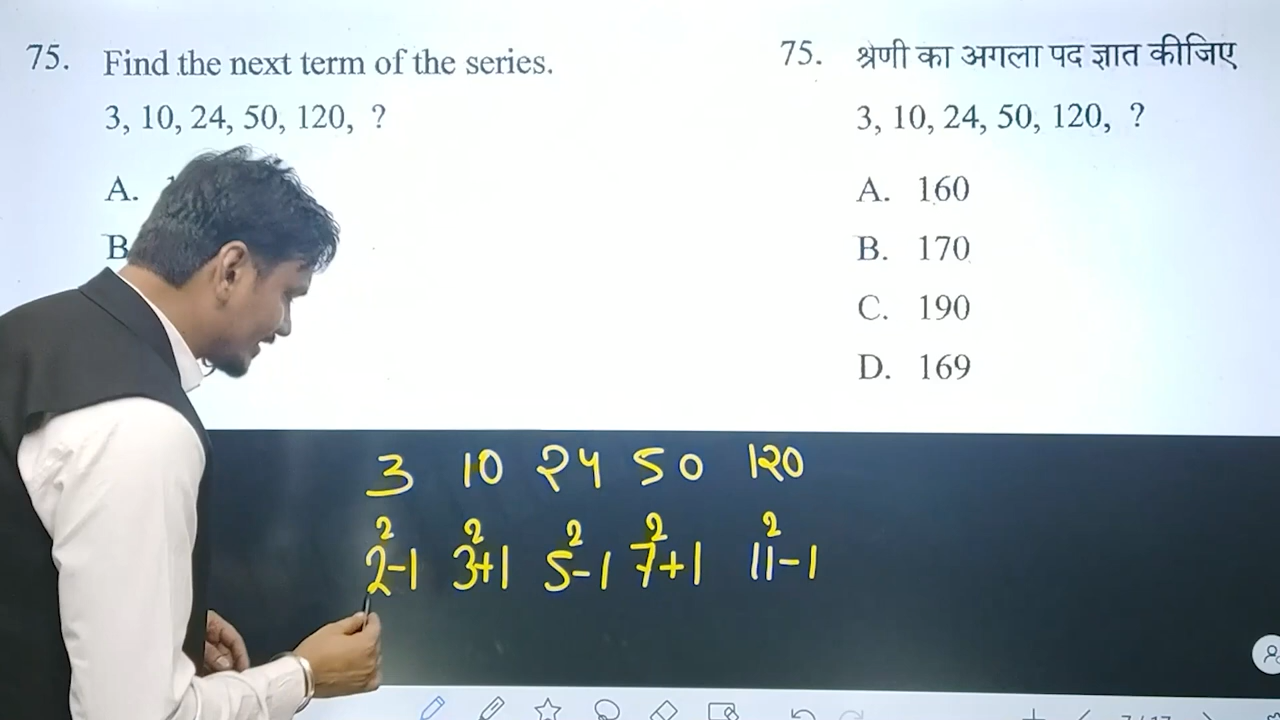 75. Find the next term of the series.
3, 10, 24, 50, 120, ?
A.
B
75. श्रेणी का अगला पद ज्ञात कीजिए
3, 10, 24, 50, 120, ?
A. 160
B. 170
C. 190
D. 169
3 10 24 50 120
2²-1 3²+1 5²-1 7²+1 11²-1